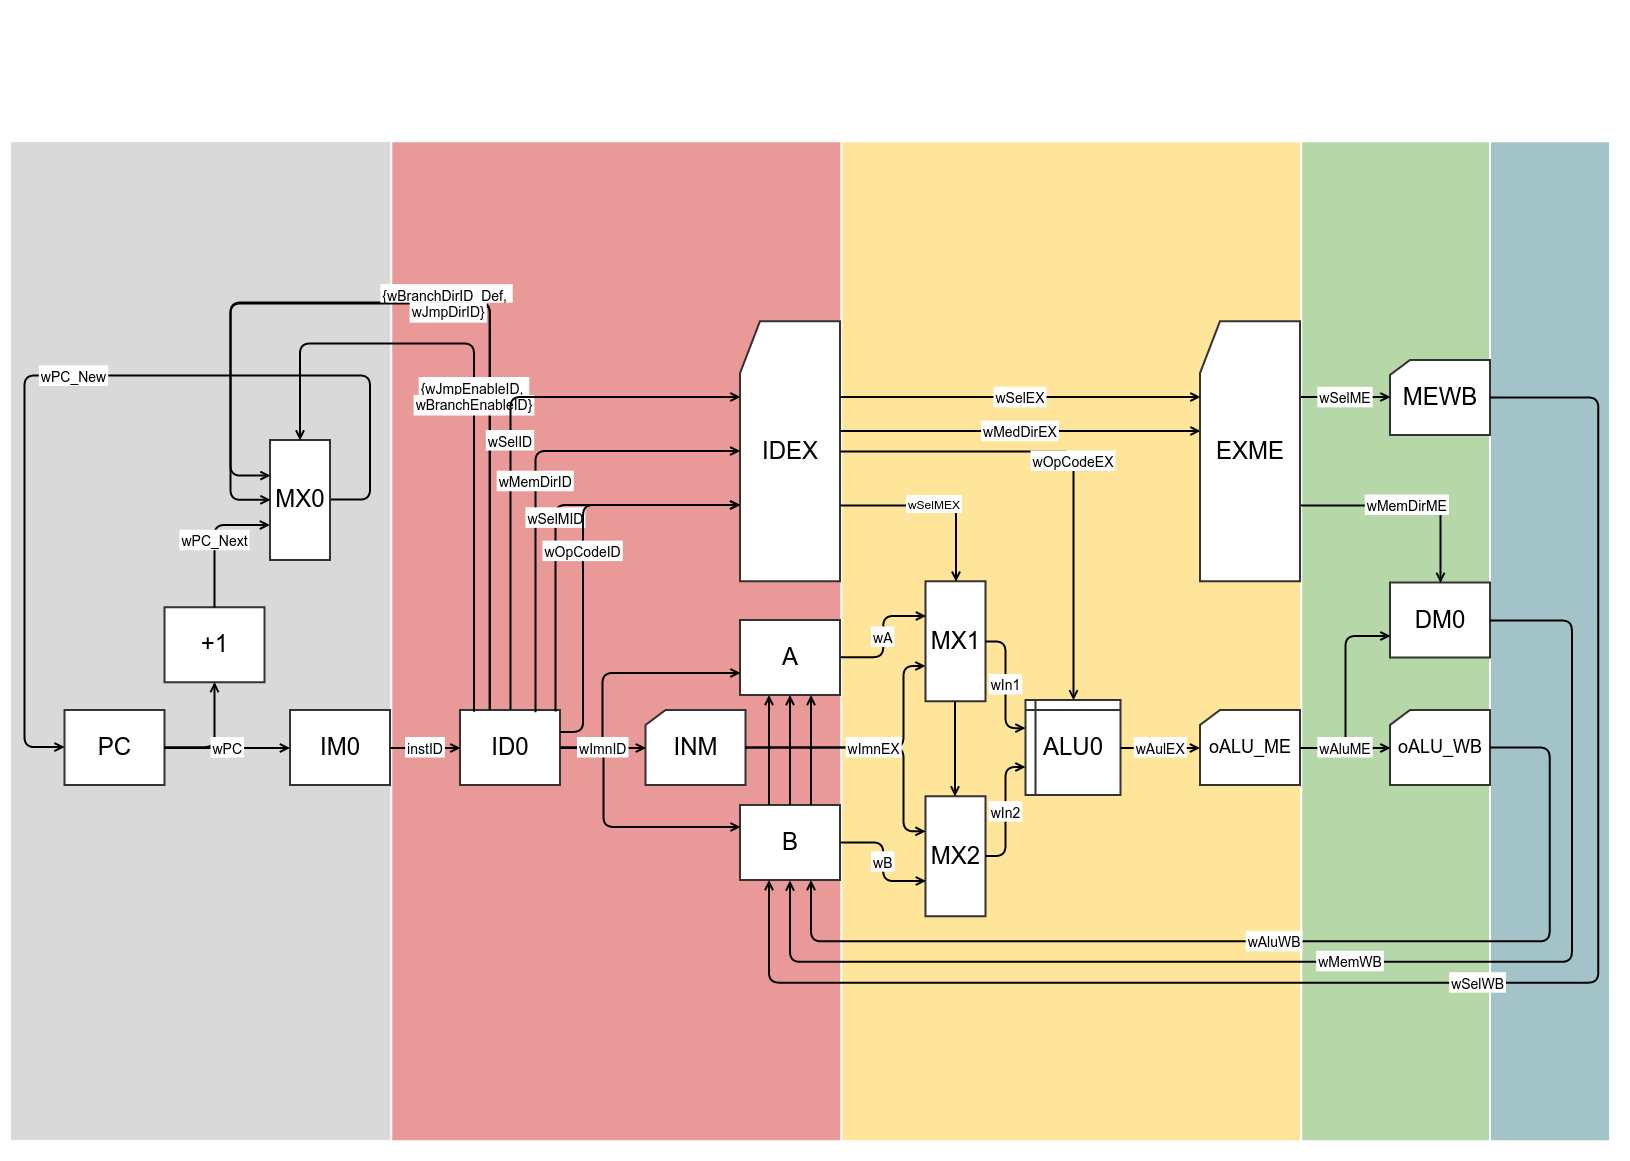 {wBranchDirID_Def,
wJmpDirID}
wPC_New
{wJmpEnableID,
wBranchEnableID}
wSelID
wMemDirID
wSelMID
wOpCodeID
MX0
wPC_Next
+1
PC
wPC
IM0
instID
ID0
wImnID
INM
IDEX
A
B
wSelEX
wMedDirEX
wOpCodeEX
wSelMEX
wA
MX1
wIn1
wImnEX
ALU0
wIn2
wB
MX2
wAulEX
EXME
wSelME
MEWB
wMemDirME
DM0
oALU_ME
wAluME
oALU_WB
wAluWB
wMemWB
wSelWB